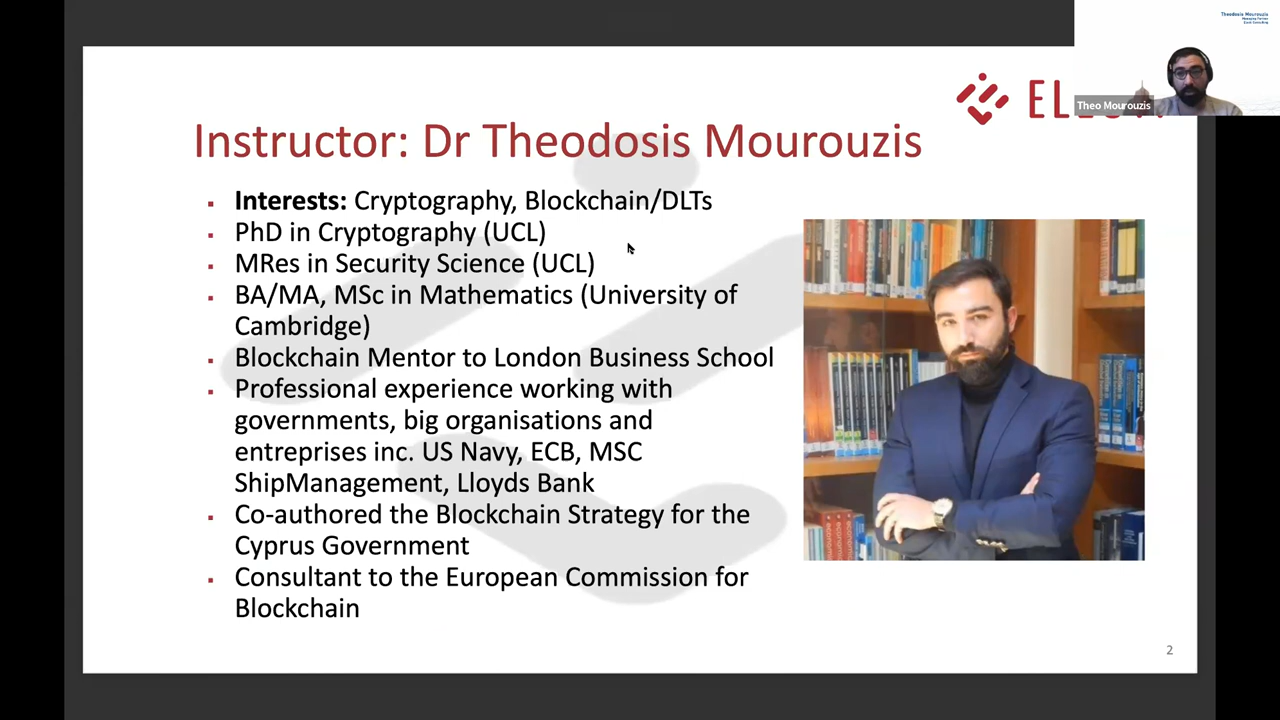 Theodosis Mourouzis
Managing Partner
Theo Mourouzis
Instructor: Dr Theodosis Mourouzis
Interests: Cryptography, Blockchain/DLTs
PhD in Cryptography (UCL)
MRes in Security Science (UCL)
BA/MA, MSc in Mathematics (University of
Cambridge)
Blockchain Mentor to London Business School
Professional experience working with
governments, big organisations and
entreprises inc. US Navy, ECB, MSC
ShipManagement, Lloyds Bank
Co-authored the Blockchain Strategy for the
Cyprus Government
Consultant to the European Commission for
Blockchain
2